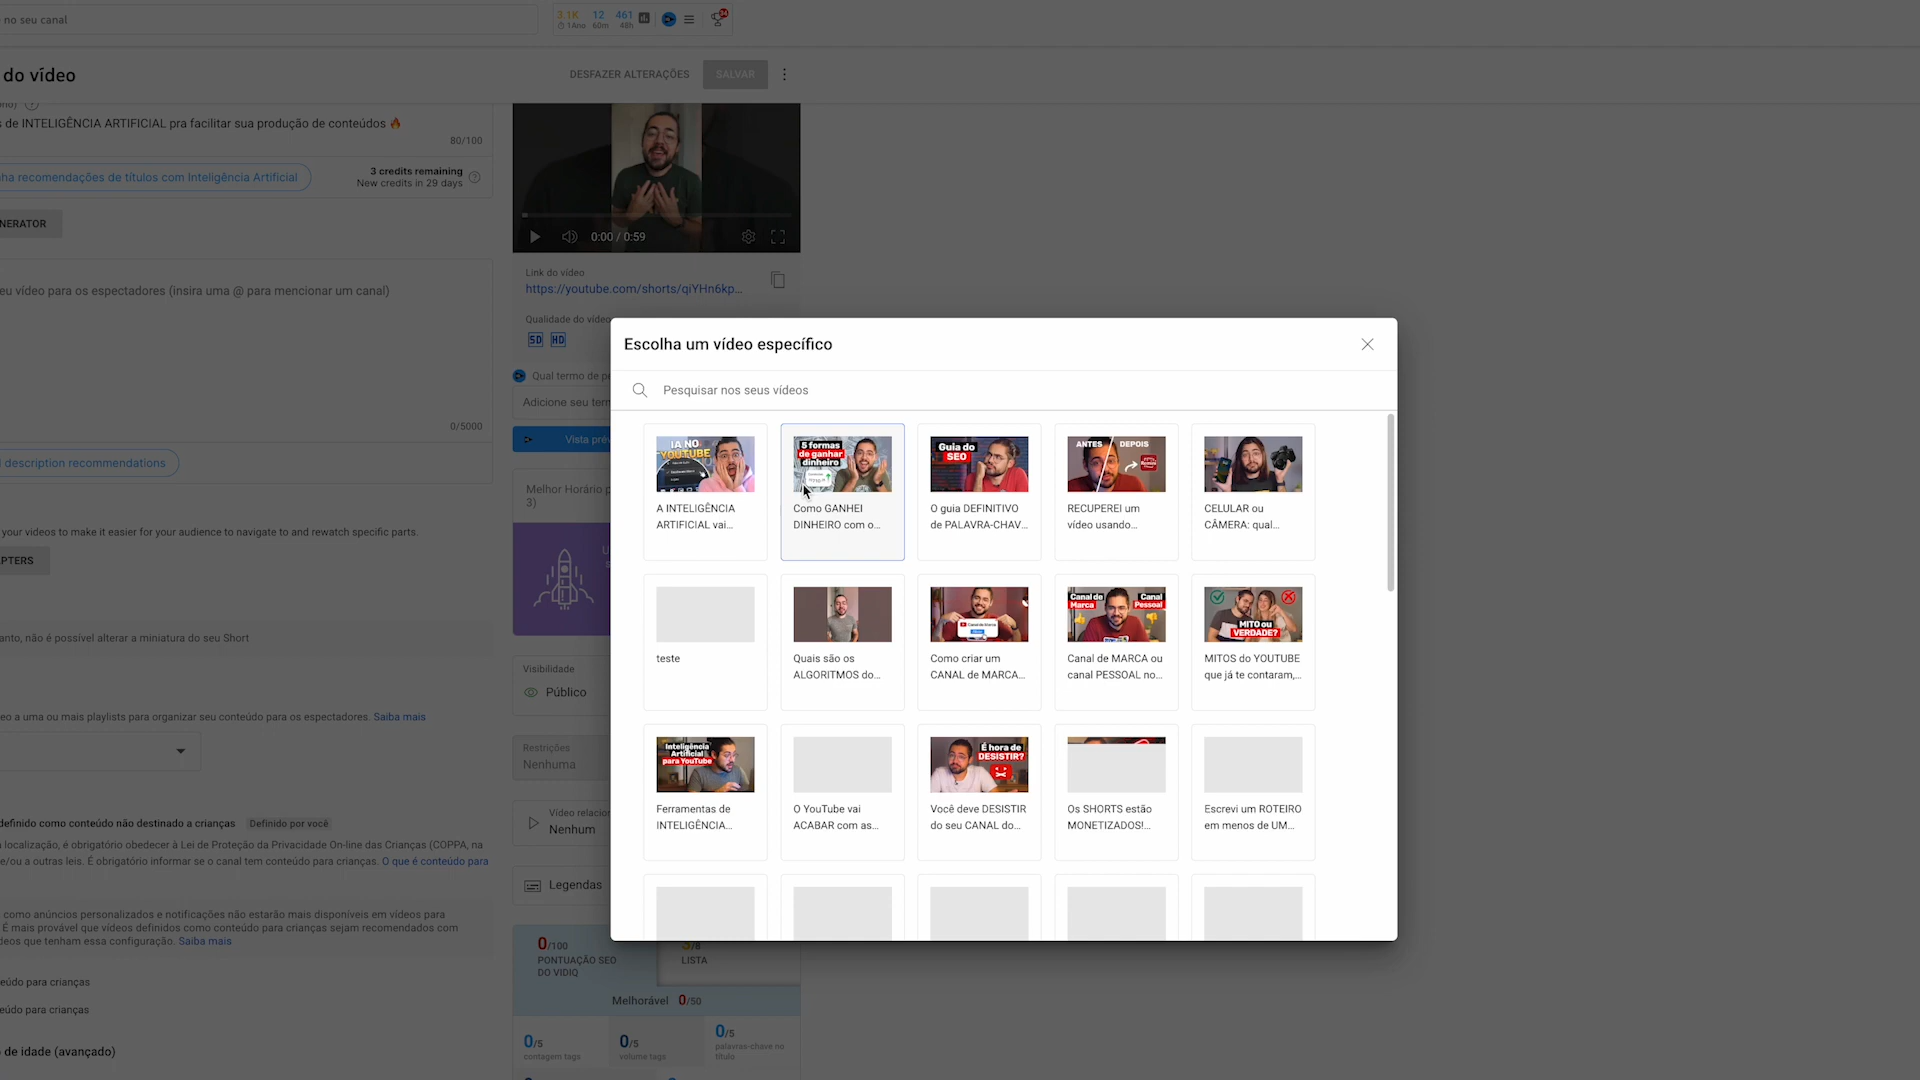 no seu canal
3.1K
1Ano
12
60m
461
48h
do vídeo
DESFAZER ALTERAÇÕES
SALVAR
s de INTELIGÊNCIA ARTIFICIAL pra facilitar sua produção de conteúdos 🔥
80/100
ha recomendações de títulos com Inteligência Artificial
3 credits remaining
New credits in 29 days
NERATOR
0:00 / 0:59
eu vídeo para os espectadores (insira uma @ para mencionar um canal)
0/5000
Link do vídeo
https://youtube.com/shorts/qiYHn6kp...
Qualidade do vídeo
SD HD
Qual termo de pe
Adicione seu term
Vista prév
description recommendations
Melhor Horário p
3)
your videos to make it easier for your audience to navigate to and rewatch specific parts.
PTERS
anto, não é possível alterar a miniatura do seu Short
Visibilidade
Público
eo a uma ou mais playlists para organizar seu conteúdo para os espectadores. Saiba mais
Restrições
Nenhuma
definido como conteúdo não destinado a crianças
Definido por você
localização, é obrigatório obedecer à Lei de Proteção da Privacidade On-line das Crianças (COPPA, na
e/ou a outras leis. É obrigatório informar se o canal tem conteúdo para crianças. O que é conteúdo para
Vídeo relacion
Nenhum
Legendas
como anúncios personalizados e notificações não estarão mais disponíveis em vídeos para
É mais provável que vídeos definidos como conteúdo para crianças sejam recomendados com
deos que tenham essa configuração. Saiba mais
eúdo para crianças
eúdo para crianças
de idade (avançado)
0/100
PONTUAÇÃO SEO
DO VIDIQ
3/8
LISTA
Melhorável 0/50
0/5
contagem tags
0/5
volume tags
0/5
palavras-chave no
título
Escolha um vídeo específico
Pesquisar nos seus vídeos
IA NO
YOUTUBE
A INTELIGÊNCIA
ARTIFICIAL vai...
5 formas
de ganhar
dinheiro
Como GANHEI
DINHEIRO com o...
Guia do
SEO
O guia DEFINITIVO
de PALAVRA-CHAV...
ANTES
DEPOIS
RECUPEREI um
vídeo usando...
CELULAR ou
CÂMERA: qual...
teste
Quais são os
ALGORITMOS do...
Canal de Marca
Como criar um
CANAL de MARCA...
Canal de
Marca
Canal
Pessoal
Canal de MARCA ou
canal PESSOAL no...
MITO ou
VERDADE?
MITOS do YOUTUBE
que já te contaram,...
Inteligência
Artificial
para YouTube
Ferramentas de
INTELIGÊNCIA...
O YouTube vai
ACABAR com as...
É hora de
DESISTIR?
Você deve DESISTIR
do seu CANAL do...
Os SHORTS estão
MONETIZADOS!...
Escrevi um ROTEIRO
em menos de UM...